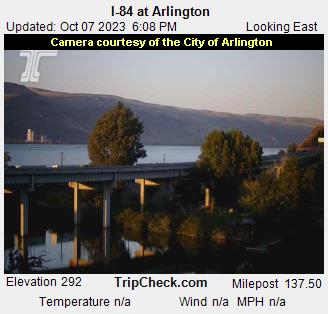 I-84 at Arlington
Updated: Oct 07 2023 6:08 PM Looking East
Camera courtesy of the City of Arlington
Elevation 292 TripCheck.com Milepost 137.50
Temperature n/a Wind n/a MPH n/a